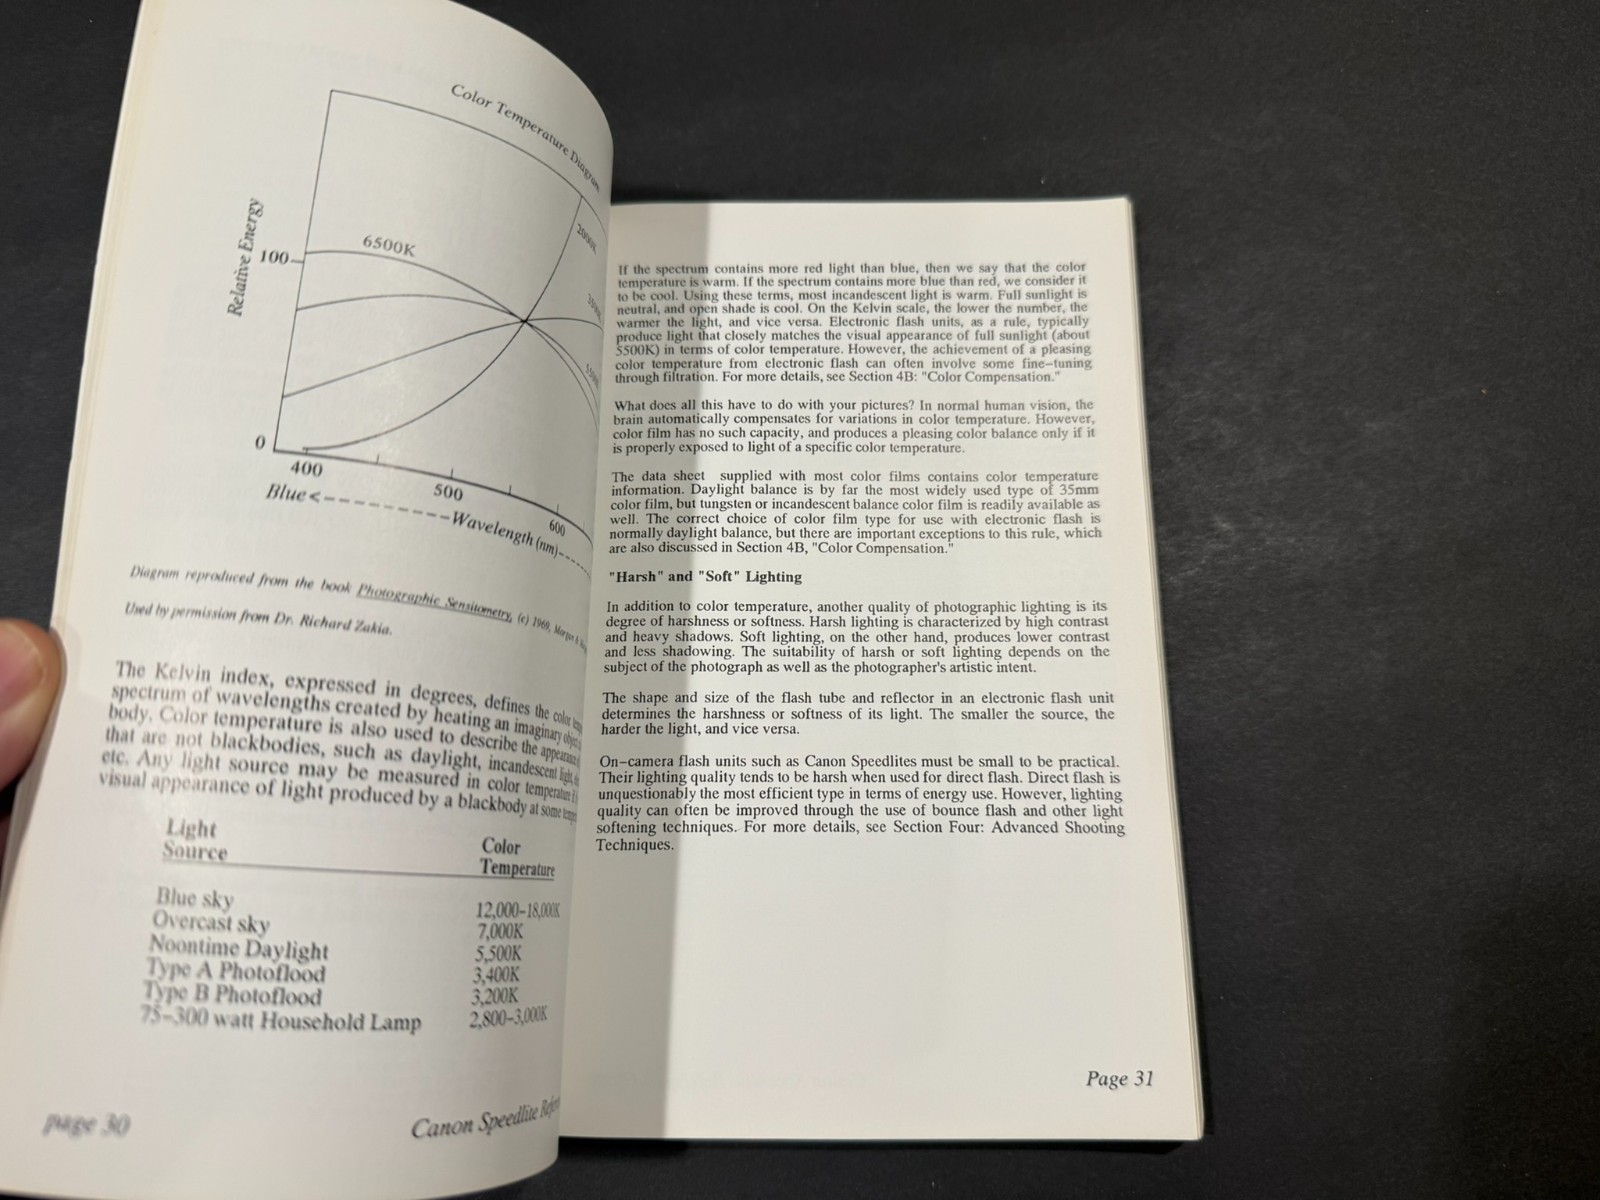 Color Temperature Diagram
Relative Energy
100
6500K
2000K
0
400
500
600
Blue<--------Wavelength (nm)-----
Diagram reproduced from the book Photographic Sensitometry, (c) 1969,
Used by permission from Dr. Richard Zakia.
The Kelvin index, expressed in degrees, defines the color
spectrum of wavelengths created by heating an imaginary
body. Color temperature is also used to describe the appearance
that are not blackbodies, such as daylight, incandescent light,
etc. Any light source may be measured in color temperature
visual appearance of light produced by a blackbody at some
Light
Source
Color
Temperature
Blue sky 12,000-18,000K
Overcast sky 7,000K
Noontime Daylight 5,500K
Type A Photoflood 3,400K
Type B Photoflood 3,200K
75-300 watt Household Lamp 2,800-3,000K
page 30
Canon Speedlite
If the spectrum contains more red light than blue, then we say that the color
temperature is warm. If the spectrum contains more blue than red, we consider it
to be cool. Using these terms, most incandescent light is warm. Full sunlight is
neutral, and open shade is cool. On the Kelvin scale, the lower the number, the
warmer the light, and vice versa. Electronic flash units, as a rule, typically
produce light that closely matches the visual appearance of full sunlight (about
5500K) in terms of color temperature. However, the achievement of a pleasing
color temperature from electronic flash can often involve some fine-tuning
through filtration. For more details, see Section 4B: "Color Compensation."
What does all this have to do with your pictures? In normal human vision, the
brain automatically compensates for variations in color temperature. However,
color film has no such capacity, and produces a pleasing color balance only if it
is properly exposed to light of a specific color temperature.
The data sheet supplied with most color films contains color temperature
information. Daylight balance is by far the most widely used type of 35mm
color film, but tungsten or incandescent balance color film is readily available as
well. The correct choice of color film type for use with electronic flash is
normally daylight balance, but there are important exceptions to this rule, which
are also discussed in Section 4B, "Color Compensation."
"Harsh" and "Soft" Lighting
In addition to color temperature, another quality of photographic lighting is its
degree of harshness or softness. Harsh lighting is characterized by high contrast
and heavy shadows. Soft lighting, on the other hand, produces lower contrast
and less shadowing. The suitability of harsh or soft lighting depends on the
subject of the photograph as well as the photographer's artistic intent.
The shape and size of the flash tube and reflector in an electronic flash unit
determines the harshness or softness of its light. The smaller the source, the
harder the light, and vice versa.
On-camera flash units such as Canon Speedlites must be small to be practical.
Their lighting quality tends to be harsh when used for direct flash. Direct flash is
unquestionably the most efficient type in terms of energy use. However, lighting
quality can often be improved through the use of bounce flash and other light
softening techniques. For more details, see Section Four: Advanced Shooting
Techniques.
Page 31